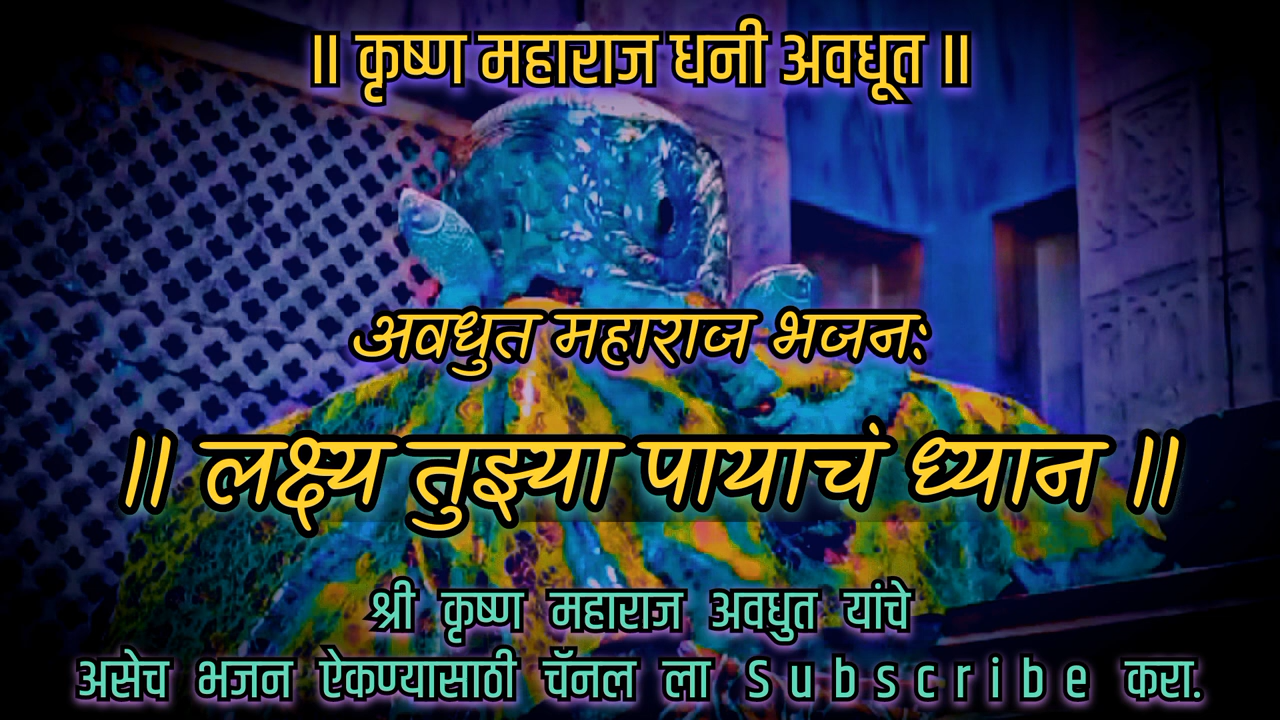 ॥ कृष्ण महाराज धनी अवधूत ॥
अवधुत महाराज भजन:
॥ लक्ष्य तुझ्या पायाचं ध्यान ॥
श्री कृष्ण महाराज अवधुत यांचे
असेच भजन ऐकण्यासाठी चॅनल ला Subscribe करा.